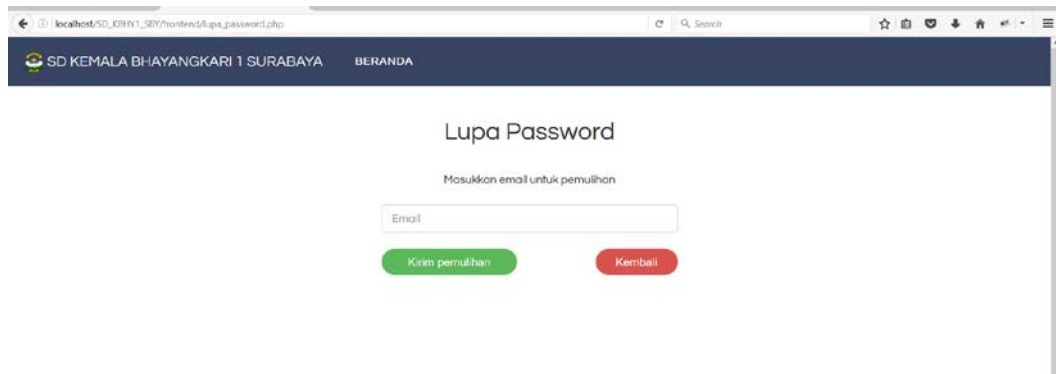 localhost/SD_KBHY1_SBY/frontend/lupa_password.php
Search
SD KEMALA BHAYANGKARI 1 SURABAYA BERANDA
Lupa Password
Masukkan email untuk pemulihan
Email
Kirim pemulihan Kembali